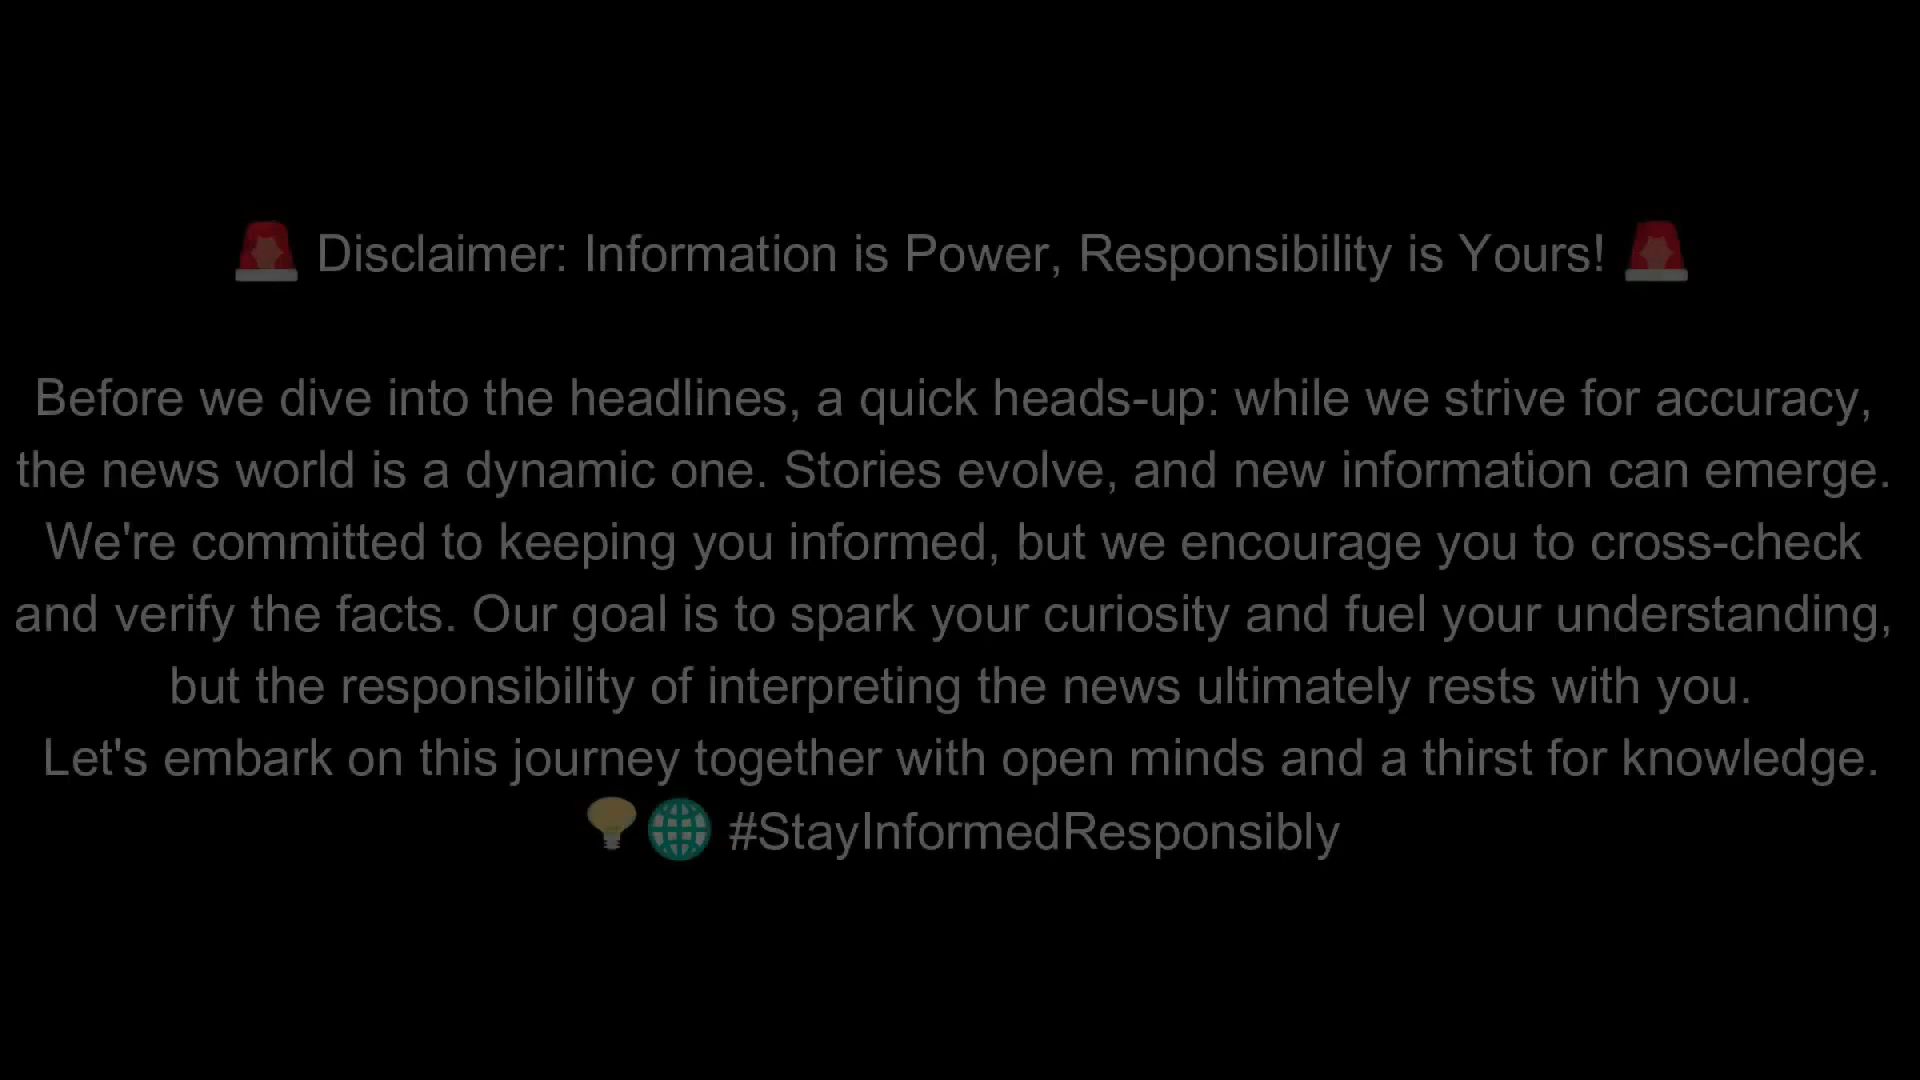 🚨 Disclaimer: Information is Power, Responsibility is Yours! 🚨
Before we dive into the headlines, a quick heads-up: while we strive for accuracy,
the news world is a dynamic one. Stories evolve, and new information can emerge.
We're committed to keeping you informed, but we encourage you to cross-check
and verify the facts. Our goal is to spark your curiosity and fuel your understanding,
but the responsibility of interpreting the news ultimately rests with you.
Let's embark on this journey together with open minds and a thirst for knowledge.
💡🌐 #StayInformedResponsibly